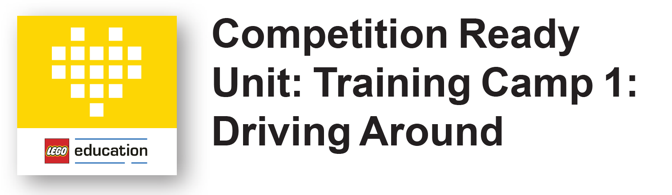 Competition Ready
Unit: Training Camp 1:
Driving Around
LEGO education